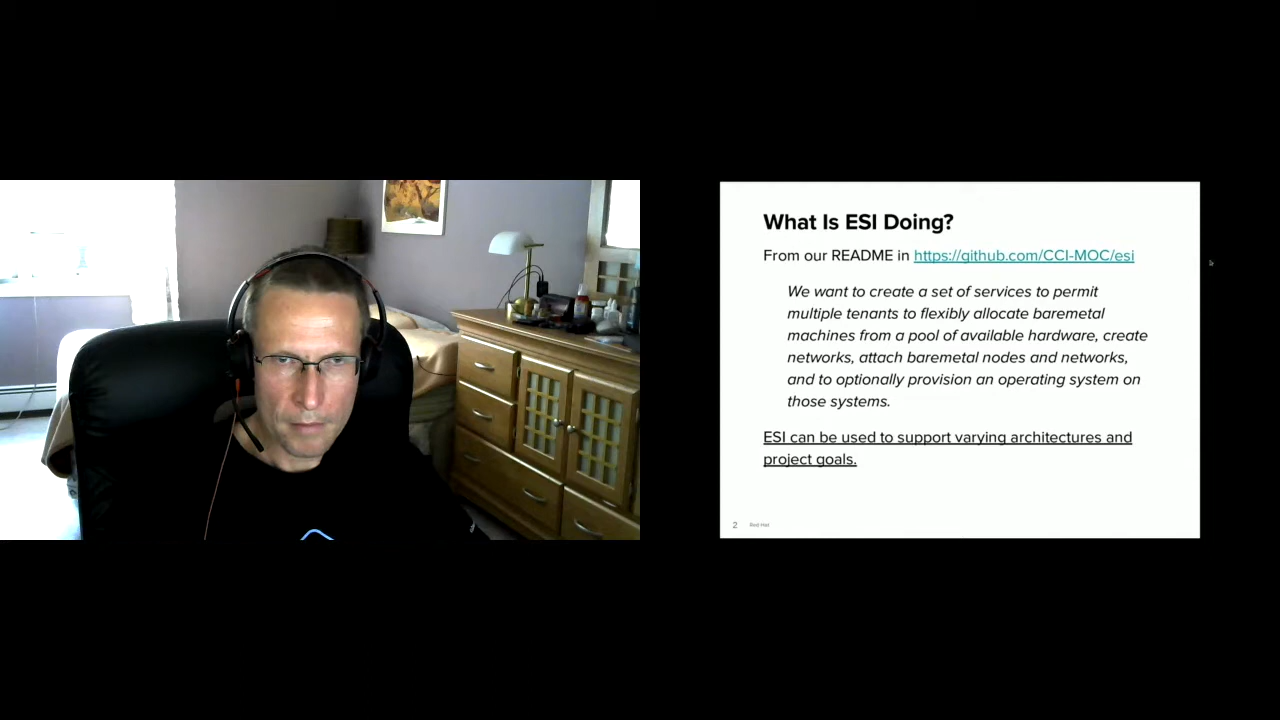 What Is ESI Doing?
From our README in https://github.com/CCI-MOC/esi
We want to create a set of services to permit
multiple tenants to flexibly allocate baremetal
machines from a pool of available hardware, create
networks, attach baremetal nodes and networks,
and to optionally provision an operating system on
those systems.
ESI can be used to support varying architectures and
project goals.
2 Red Hat